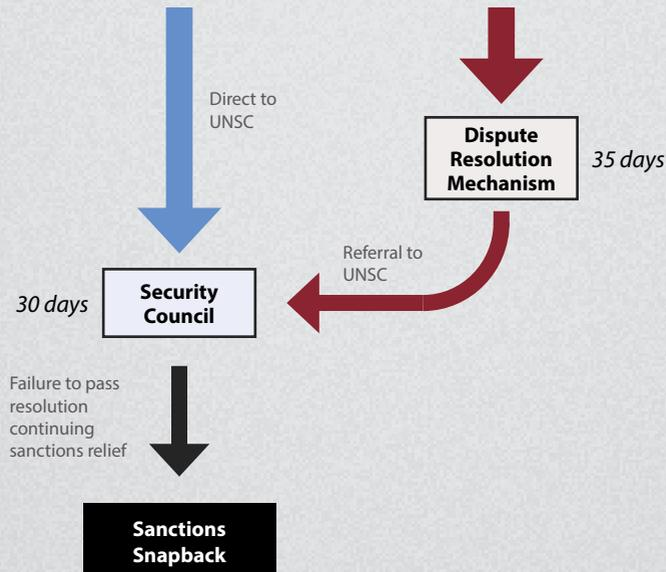 Direct to
UNSC
Dispute
Resolution
Mechanism
35 days
Referral to
UNSC
30 days
Security
Council
Failure to pass
resolution
continuing
sanctions relief
Sanctions
Snapback